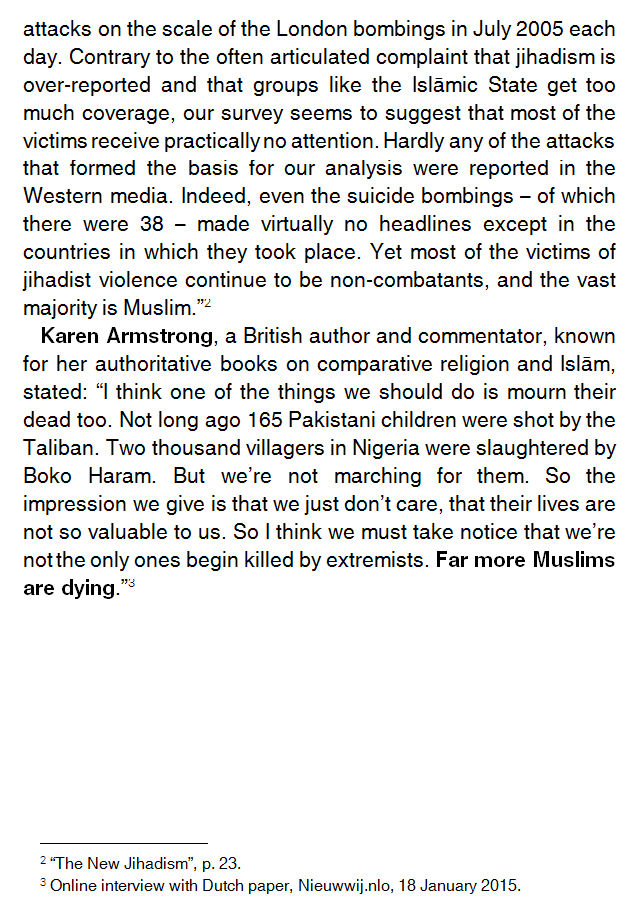 attacks on the scale of the London bombings in July 2005 each
day. Contrary to the often articulated complaint that jihadism is
over-reported and that groups like the Islāmic State get too
much coverage, our survey seems to suggest that most of the
victims receive practically no attention. Hardly any of the attacks
that formed the basis for our analysis were reported in the
Western media. Indeed, even the suicide bombings – of which
there were 38 – made virtually no headlines except in the
countries in which they took place. Yet most of the victims of
jihadist violence continue to be non-combatants, and the vast
majority is Muslim.”2
Karen Armstrong, a British author and commentator, known
for her authoritative books on comparative religion and Islām,
stated: “I think one of the things we should do is mourn their
dead too. Not long ago 165 Pakistani children were shot by the
Taliban. Two thousand villagers in Nigeria were slaughtered by
Boko Haram. But we’re not marching for them. So the
impression we give is that we just don’t care, that their lives are
not so valuable to us. So I think we must take notice that we’re
not the only ones begin killed by extremists. Far more Muslims
are dying.”3
2 “The New Jihadism”, p. 23.
3 Online interview with Dutch paper, Nieuwwij.nlo, 18 January 2015.